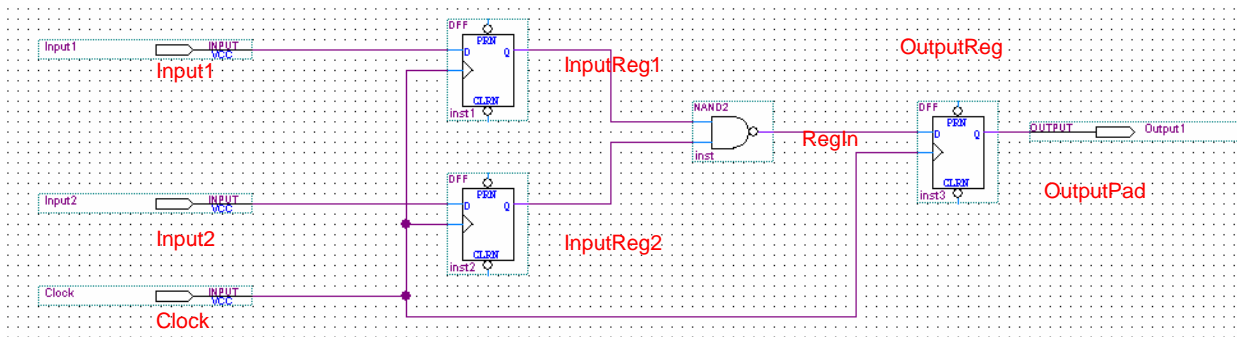 DFF
PRN
D
Q
CLRN
inst1
Input1
INPUT
VCC
Input1
InputReg1
OutputReg
NAND2
inst
RegIn
DFF
PRN
D
Q
CLRN
inst3
OUTPUT
Output1
OutputPad
DFF
PRN
D
Q
CLRN
inst2
Input2
INPUT
VCC
Input2
InputReg2
Clock
INPUT
VCC
Clock